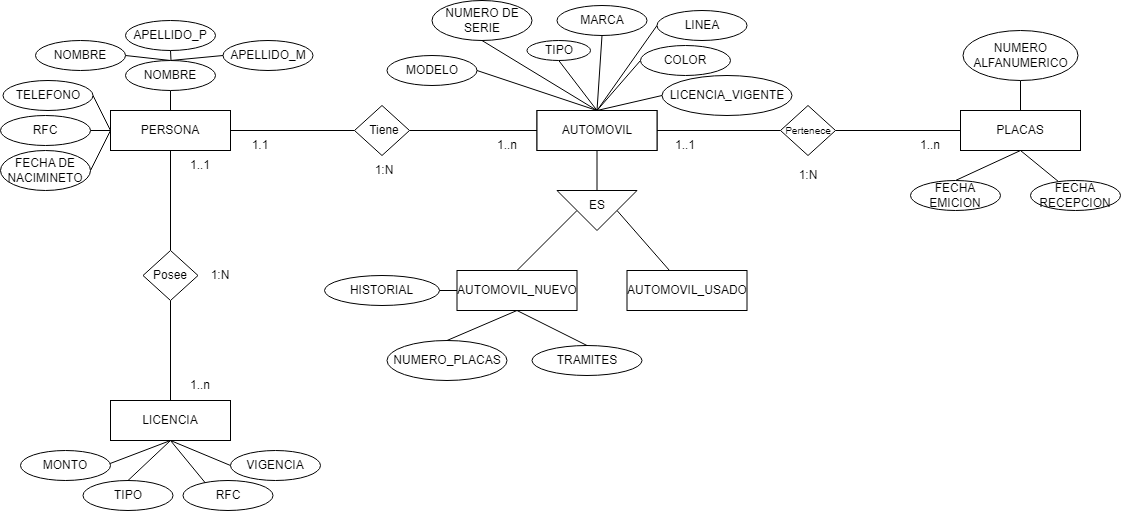 APELLIDO_P
NOMBRE
APELLIDO_M
NOMBRE
TELEFONO
RFC
FECHA DE
NACIMINETO
PERSONA
1.1
1..1
Tiene
1:N
NUMERO DE
SERIE
MARCA
LINEA
TIPO
COLOR
MODELO
LICENCIA_VIGENTE
1..n
AUTOMOVIL
1..1
Pertenece
1:N
NUMERO
ALFANUMERICO
1..n
PLACAS
FECHA
EMICION
FECHA
RECEPCION
ES
HISTORIAL
AUTOMOVIL_NUEVO
AUTOMOVIL_USADO
NUMERO_PLACAS
TRAMITES
Posee
1:N
1..n
LICENCIA
MONTO
VIGENCIA
TIPO
RFC